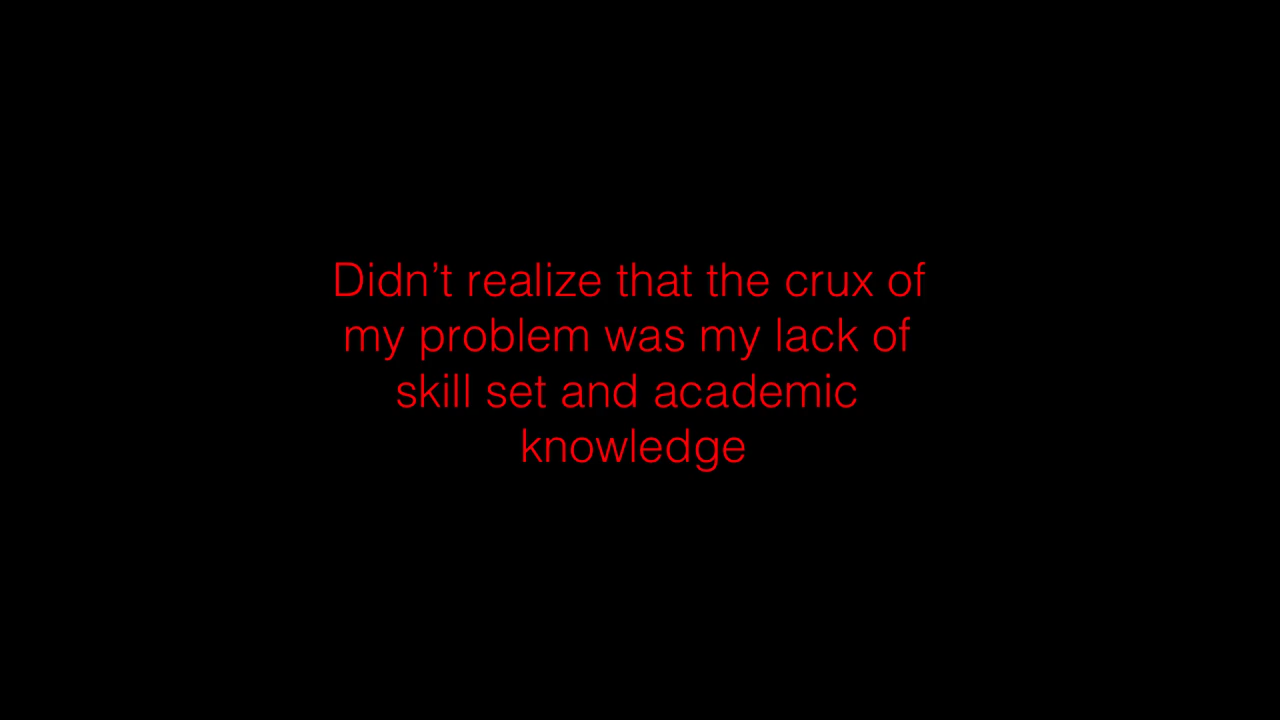 Didn’t realize that the crux of
my problem was my lack of
skill set and academic
knowledge